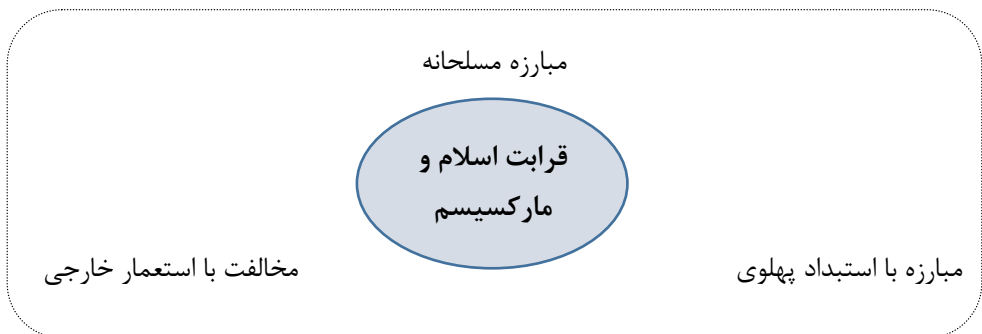 مبارزه مسلحانه
قرابت اسلام و
مارکسیسم
مبارزه با استبداد پهلوی
مخالفت با استعمار خارجی